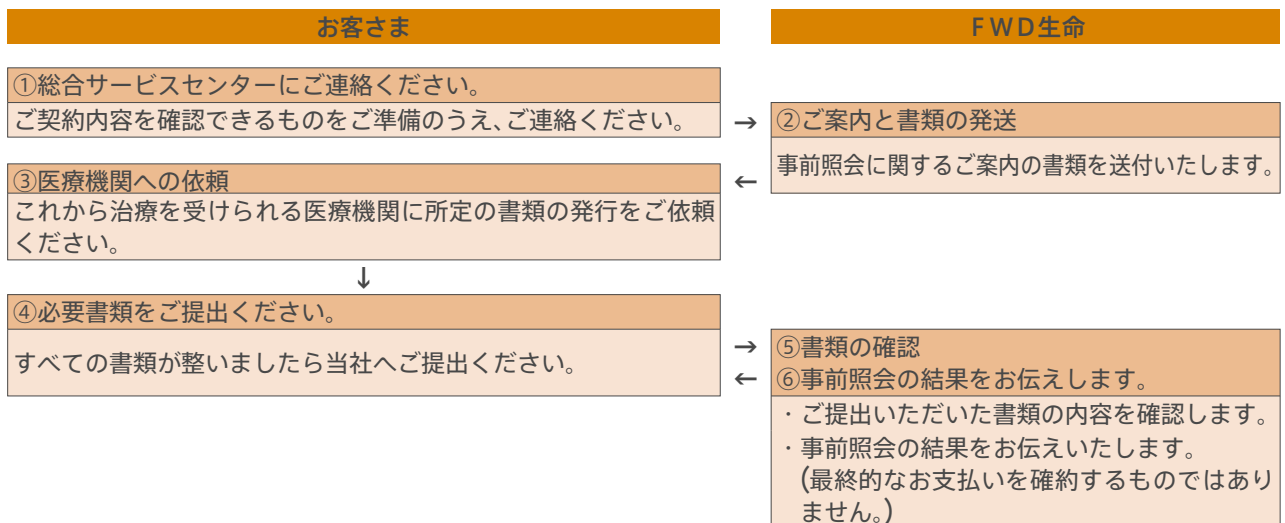 お客さま
FWD生命
①総合サービスセンターにご連絡ください。
ご契約内容を確認できるものをご準備のうえ、ご連絡ください。
→
②ご案内と書類の発送
事前照会に関するご案内の書類を送付いたします。
←
③医療機関への依頼
これから治療を受けられる医療機関に所定の書類の発行をご依頼
ください。
↓
④必要書類をご提出ください。
すべての書類が整いましたら当社へご提出ください。
→
⑤書類の確認
←
⑥事前照会の結果をお伝えします。
・ご提出いただいた書類の内容を確認します。
・事前照会の結果をお伝えいたします。
(最終的なお支払いを確約するものではあり
ません。)